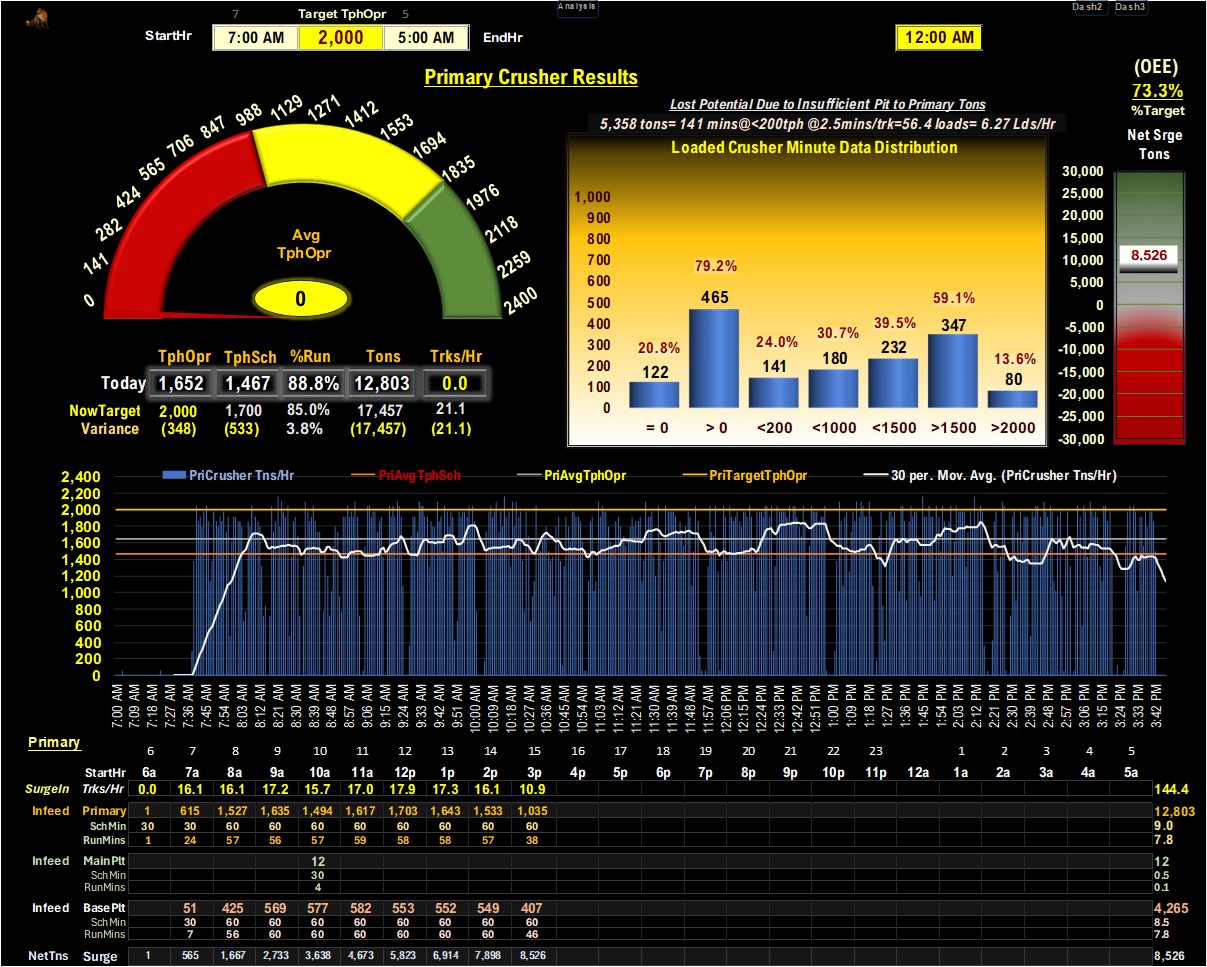 Analysis Dash2 Dash3
7 Target TphOpr 5
StartHr 7:00 AM 2,000 5:00 AM EndHr 12:00 AM
(OEE)
73.3%
%Target
Net Srge
Tons
Primary Crusher Results
Lost Potential Due to Insufficient Pit to Primary Tons
5,358 tons= 141 mins@<200tph @2.5mins/trk=56.4 loads= 6.27 Lds/Hr
0 141 282 424 565 706 847 988 1129 1271 1412 1553 1694 1835 1976 2118 2259 2400
Avg
TphOpr
0
Loaded Crusher Minute Data Distribution
1,000
900
800
700
600
500
400
300
200
100
0
20.8% 79.2% 24.0% 30.7% 39.5% 59.1% 13.6%
122 465 141 180 232 347 80
= 0 > 0 <200 <1000 <1500 >1500 >2000
30,000
25,000
20,000
15,000
10,000
5,000
0
-5,000
-10,000
-15,000
-20,000
-25,000
-30,000
8,526
TphOpr TphSch %Run Tons Trks/Hr
Today 1,652 1,467 88.8% 12,803 0.0
NowTarget 2,000 1,700 85.0% 17,457 21.1
Variance (348) (533) 3.8% (17,457) (21.1)
PriCrusher Tns/Hr PriAvgTphSch PriAvgTphOpr PriTargetTphOpr 30 per. Mov. Avg. (PriCrusher Tns/Hr)
2,400
2,200
2,000
1,800
1,600
1,400
1,200
1,000
800
600
400
200
0
7:00 AM 7:09 AM 7:18 AM 7:27 AM 7:36 AM 7:45 AM 7:54 AM 8:03 AM 8:12 AM 8:21 AM 8:30 AM 8:39 AM 8:48 AM 8:57 AM 9:06 AM 9:15 AM 9:24 AM 9:33 AM 9:42 AM 9:51 AM 10:00 AM 10:09 AM 10:18 AM 10:27 AM 10:36 AM 10:45 AM 10:54 AM 11:03 AM 11:12 AM 11:21 AM 11:30 AM 11:39 AM 11:48 AM 11:57 AM 12:06 PM 12:15 PM 12:24 PM 12:33 PM 12:42 PM 12:51 PM 1:00 PM 1:09 PM 1:18 PM 1:27 PM 1:36 PM 1:45 PM 1:54 PM 2:03 PM 2:12 PM 2:21 PM 2:30 PM 2:39 PM 2:48 PM 2:57 PM 3:06 PM 3:15 PM 3:24 PM 3:33 PM 3:42 PM
Primary
6 7 8 9 10 11 12 13 14 15 16 17 18 19 20 21 22 23 1 2 3 4 5
StartHr 6a 7a 8a 9a 10a 11a 12p 1p 2p 3p 4p 5p 6p 7p 8p 9p 10p 11p 12a 1a 2a 3a 4a 5a
SurgeIn Trks/Hr 0.0 16.1 16.1 17.2 15.7 17.0 17.9 17.3 16.1 10.9 144.4
Infeed Primary 1 615 1,527 1,635 1,494 1,617 1,703 1,643 1,533 1,035 12,803
SchMin 30 30 60 60 60 60 60 60 60 60 9.0
RunMins 1 24 57 56 57 59 58 58 57 38 7.8
Infeed MainPlt 12 12
SchMin 30 0.5
RunMins 4 0.1
Infeed BasePlt 51 425 569 577 582 553 552 549 407 4,265
SchMin 30 60 60 60 60 60 60 60 60 8.5
RunMins 7 56 60 60 60 60 60 60 46 7.8
NetTns Surge 1 565 1,667 2,733 3,638 4,673 5,823 6,914 7,898 8,526 8,526